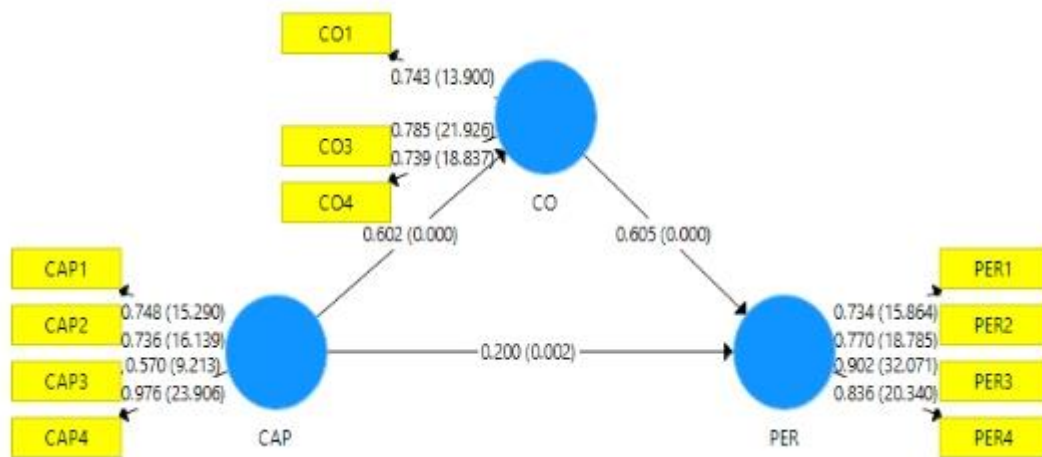 CO1
0.743 (13.900)
CO3
0.785 (21.926)
0.739 (18.837)
CO4
CO
0.602 (0.000)
0.605 (0.000)
CAP1
0.748 (15.290)
CAP2
0.736 (16.139)
CAP3
0.570 (9.213)
0.976 (23.906)
CAP4
CAP
0.200 (0.002)
PER
PER1
0.734 (15.864)
PER2
0.770 (18.785)
0.902 (32.071)
PER3
0.836 (20.340)
PER4